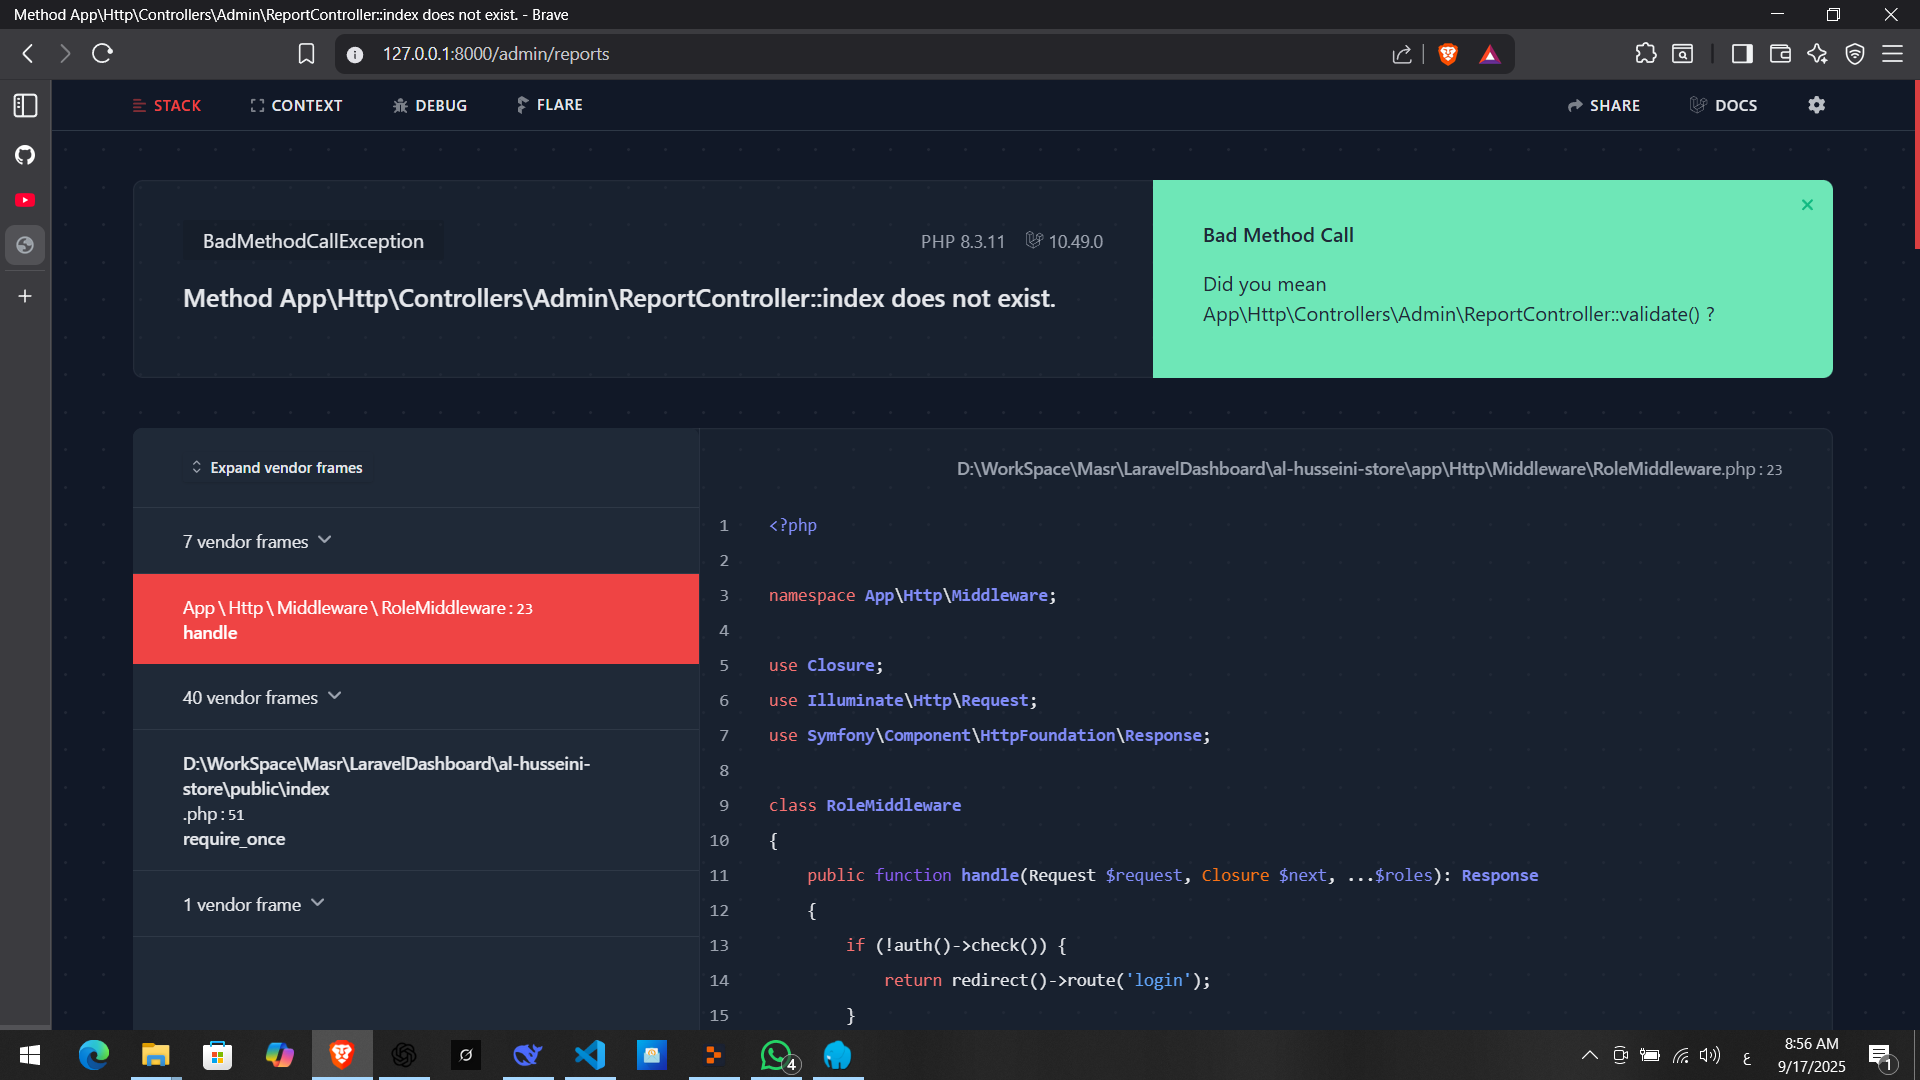 Method App\Http\Controllers\Admin\ReportController::index does not exist. - Brave
127.0.0.1:8000/admin/reports
STACK
CONTEXT
DEBUG
FLARE
SHARE
DOCS
BadMethodCallException
PHP 8.3.11
10.49.0
Method App\Http\Controllers\Admin\ReportController::index does not exist.
Bad Method Call
Did you mean
App\Http\Controllers\Admin\ReportController::validate() ?
Expand vendor frames
7 vendor frames
App \ Http \ Middleware \ RoleMiddleware : 23
handle
40 vendor frames
D:\WorkSpace\Masr\LaravelDashboard\al-husseini-
store\public\index
.php : 51
require_once
1 vendor frame
D:\WorkSpace\Masr\LaravelDashboard\al-husseini-store\app\Http\Middleware\RoleMiddleware.php : 23
1 <?php
2
3 namespace App\Http\Middleware;
4
5 use Closure;
6 use Illuminate\Http\Request;
7 use Symfony\Component\HttpFoundation\Response;
8
9 class RoleMiddleware
10 {
11 public function handle(Request $request, Closure $next, ...$roles): Response
12 {
13 if (!auth()->check()) {
14 return redirect()->route('login');
15 }
4
ع
8:56 AM
9/17/2025
1